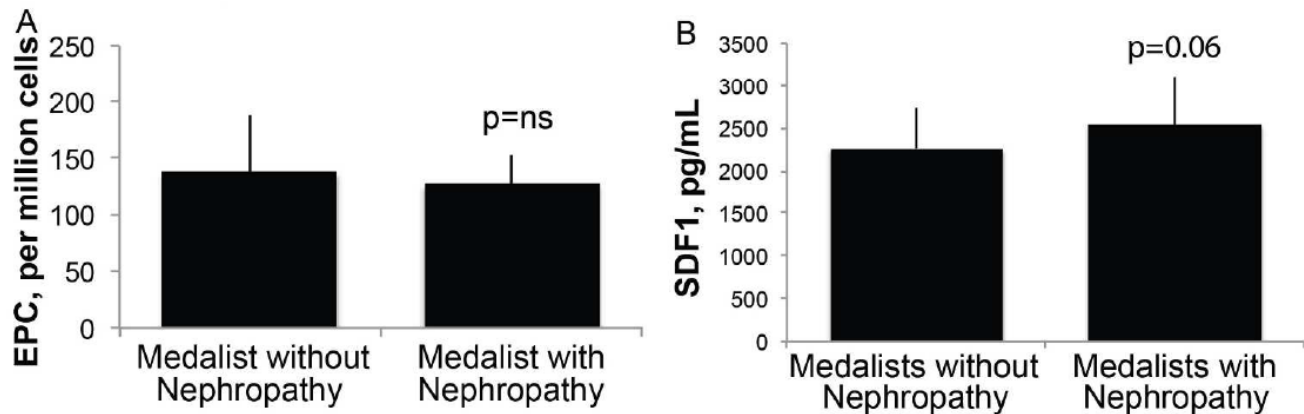 A
EPC, per million cells
250
200
150
100
50
0
p=ns
Medalist without
Nephropathy
Medalist with
Nephropathy
B
SDF1, pg/mL
3500
3000
2500
2000
1500
1000
500
0
p=0.06
Medalists without
Nephropathy
Medalists with
Nephropathy